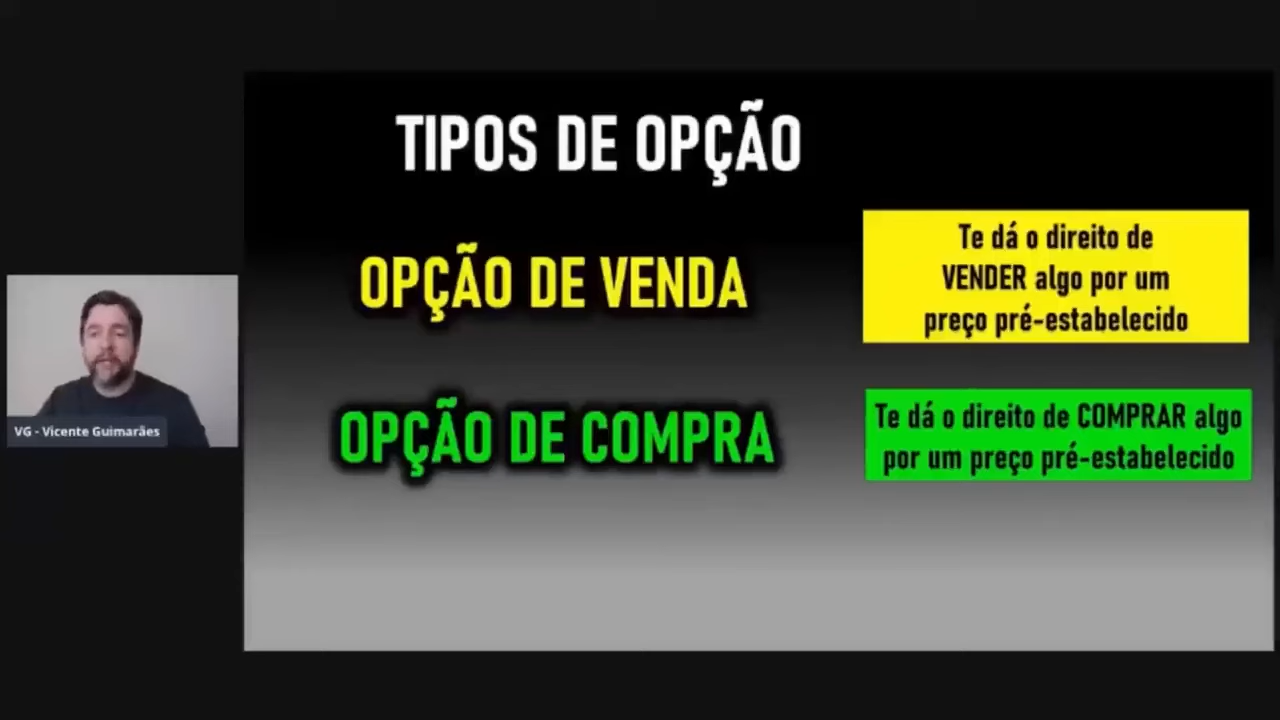 TIPOS DE OPÇÃO
OPÇÃO DE VENDA
Te dá o direito de
VENDER algo por um
preço pré-estabelecido
OPÇÃO DE COMPRA
Te dá o direito de COMPRAR algo
por um preço pré-estabelecido
VG - Vicente Guimarães